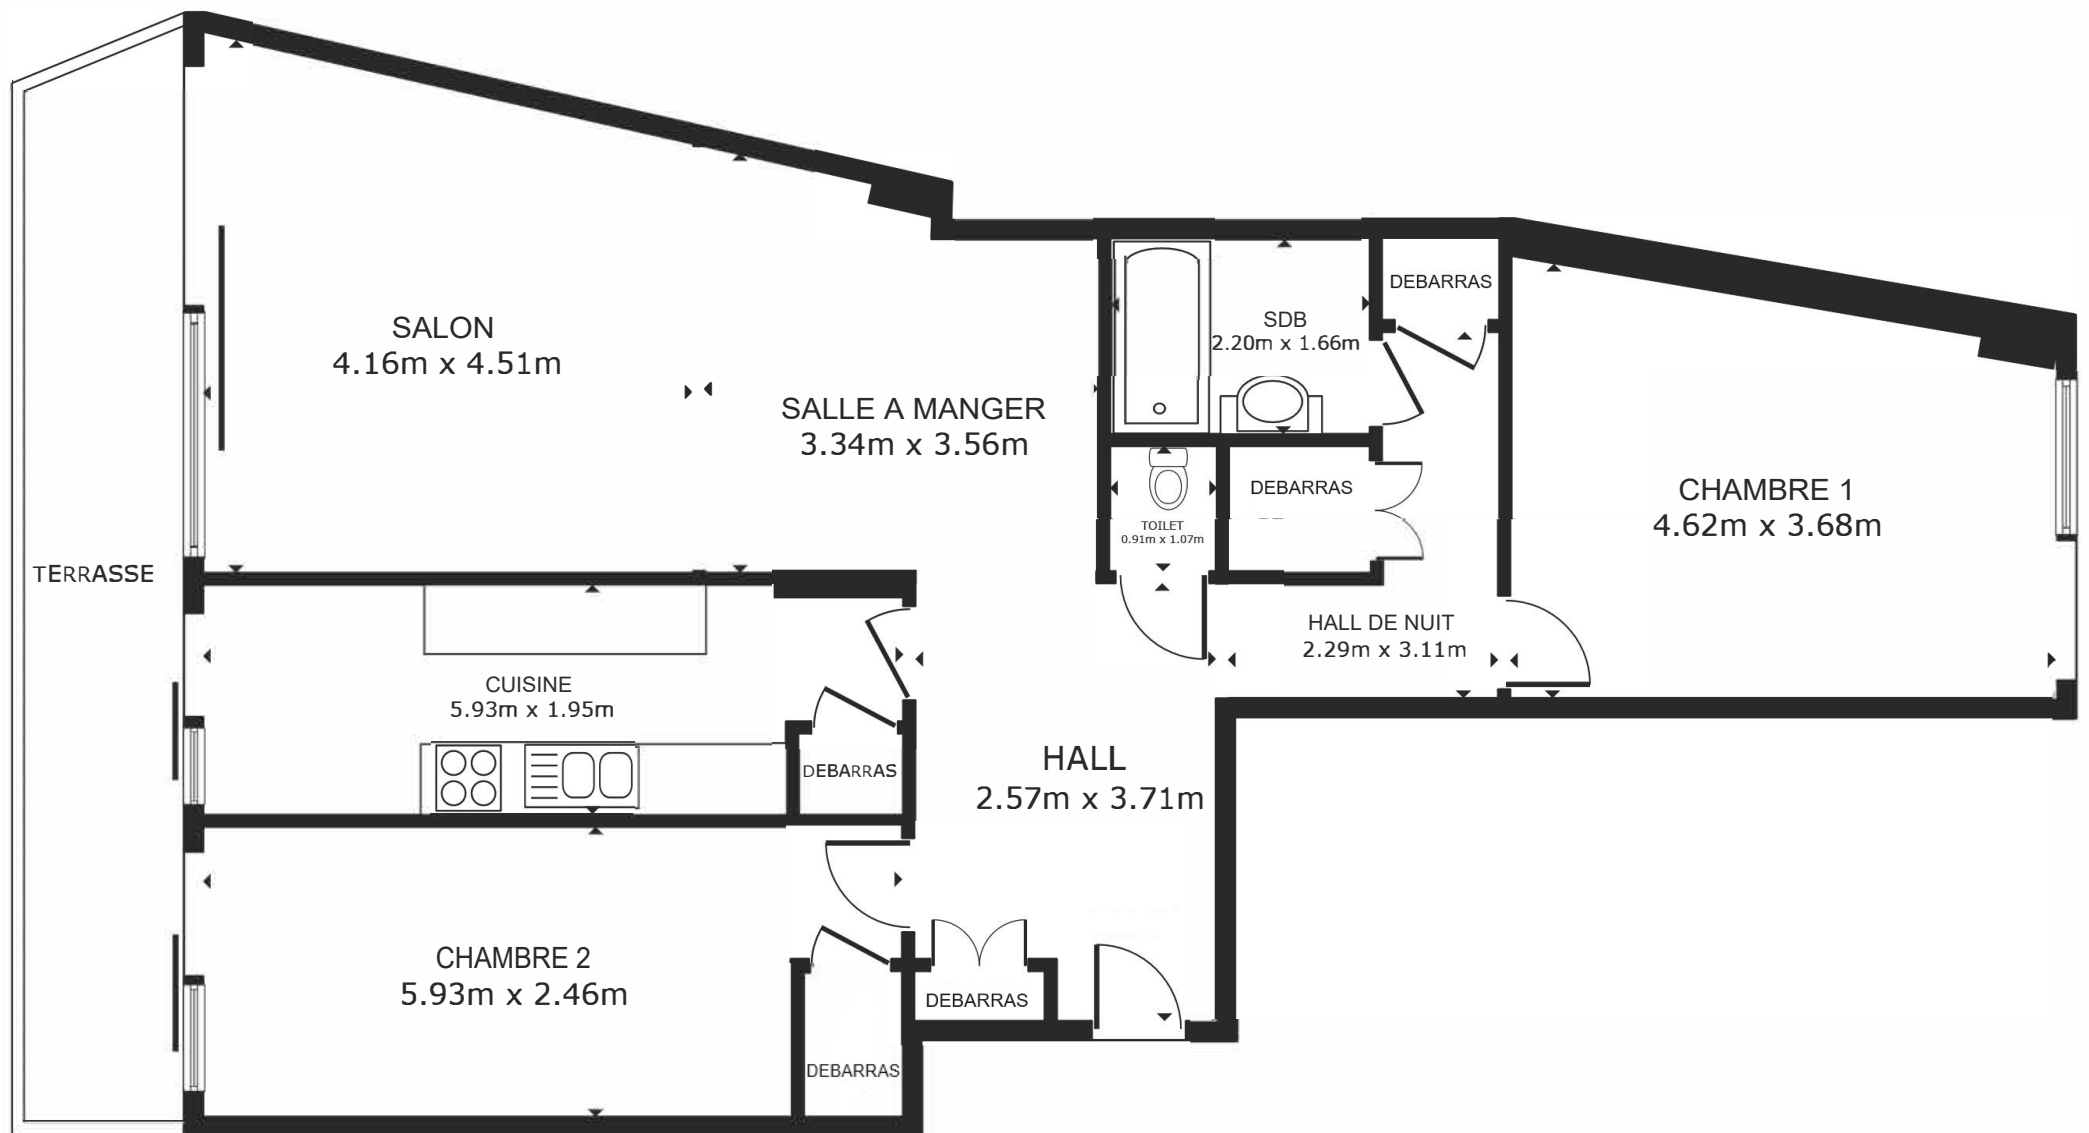 SALON
4.16m x 4.51m
SALLE A MANGER
3.34m x 3.56m
SDB
2.20m x 1.66m
DEBARRAS
DEBARRAS
TOILET
0.91m x 1.07m
CHAMBRE 1
4.62m x 3.68m
TERRASSE
HALL DE NUIT
2.29m x 3.11m
CUISINE
5.93m x 1.95m
DEBARRAS
HALL
2.57m x 3.71m
CHAMBRE 2
5.93m x 2.46m
DEBARRAS
DEBARRAS